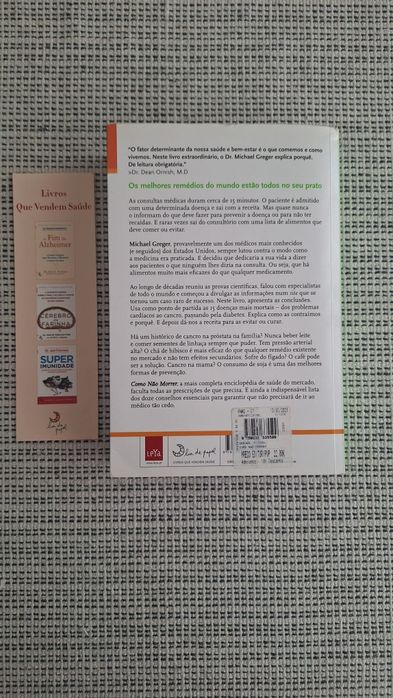 Livros
Que Vendem Saúde
O Fim do
Alzheimer
CÉREBRO
FARINHA
SUPER
IMUNIDADE
lua de papel
"O fator determinante da nossa saúde e bem-estar é o que comemos e como
vivemos. Neste livro extraordinário, o Dr. Michael Greger explica porquê.
De leitura obrigatória."
>Dr. Dean Ornish, M.D
Os melhores remédios do mundo estão todos no seu prato
As consultas médicas duram cerca de 15 minutos. O paciente é admitido
com uma determinada doença e sai com a receita. Mas quase nunca
o informam do que deve fazer para prevenir a doença ou para não ter
recaídas. E raras vezes sai do consultório com uma lista de alimentos que
deve comer ou evitar.
Michael Greger, provavelmente um dos médicos mais conhecidos
(e seguidos) dos Estados Unidos, sempre lutou contra o modo como
a medicina era praticada. E decidiu que dedicaria a sua vida a dizer
aos pacientes o que ninguém lhes dizia na consulta. Ou seja, que há
alimentos muito mais eficazes do que qualquer medicamento.
Ao longo de décadas reuniu as provas científicas, falou com especialistas
de todo o mundo e começou a divulgar as informações num site que se
tornou um caso raro de sucesso. Neste livro, apresenta as conclusões.
Usa como ponto de partida as 15 doenças mais mortais – dos problemas
cardíacos ao cancro, passando pela diabetes. Explica como as contraímos
e porquê. E depois dá-nos a receita para as evitar ou curar.
Há um histórico de cancro na próstata na família? Nunca beber leite
e comer sementes de linhaça sempre que puder. Tem pressão arterial
alta? O chá de hibisco é mais eficaz do que qualquer remédio existente
no mercado e não tem efeitos secundários. Sofre do fígado? O café pode
ser a solução. Cancro na mama? O consumo de soja é uma das melhores
formas de prevenção.
Como Não Morrer, a mais completa enciclopédia de saúde do mercado,
faculta todas as prescrições de que precisa. E ainda a indispensável lista
dos doze conselhos essenciais para garantir que não precisará de ir ao
médico tão cedo.
LEYA
lua de papel
LIVROS QUE VENDEM SAÚDE